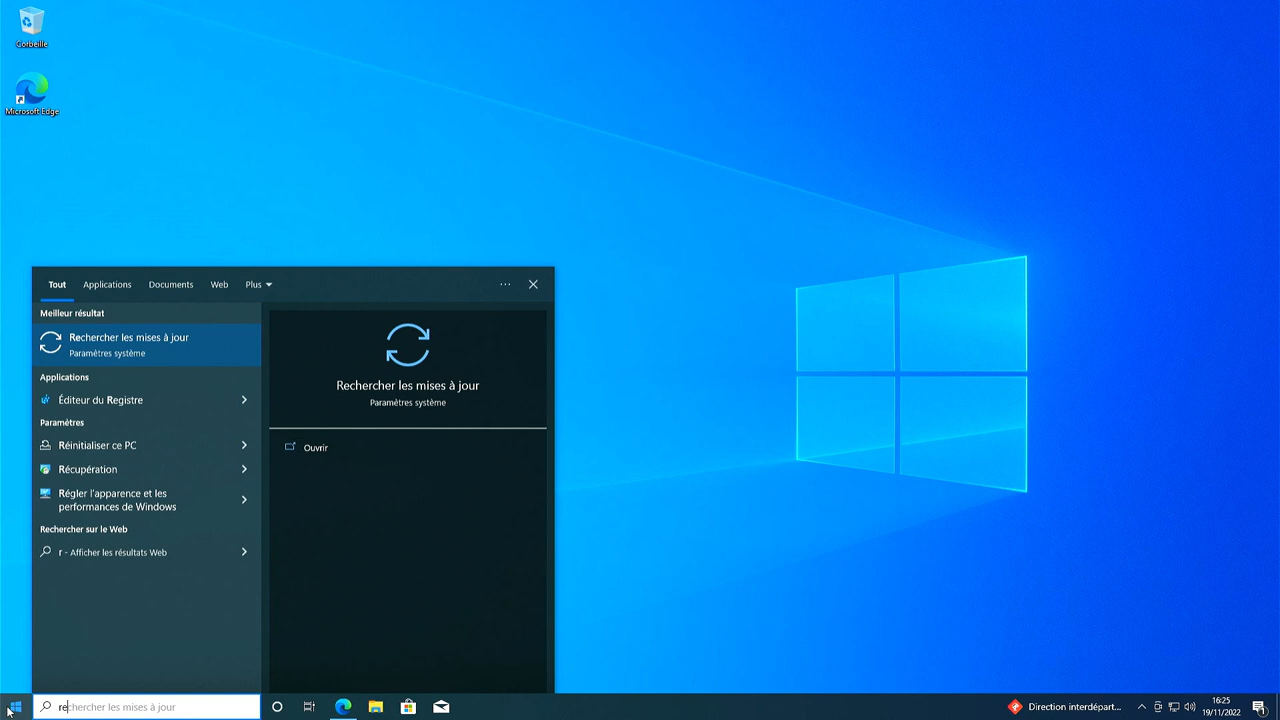 Corbeille
Microsoft Edge
Tout Applications Documents Web Plus
Meilleur résultat
Rechercher les mises à jour
Paramètres système
Applications
Éditeur du Registre
Paramètres
Réinitialiser ce PC
Récupération
Régler l'apparence et les
performances de Windows
Rechercher sur le Web
r - Afficher les résultats Web
Rechercher les mises à jour
Paramètres système
Ouvrir
rechercher les mises à jour
Direction interdépart...
16:25
19/11/2022
1